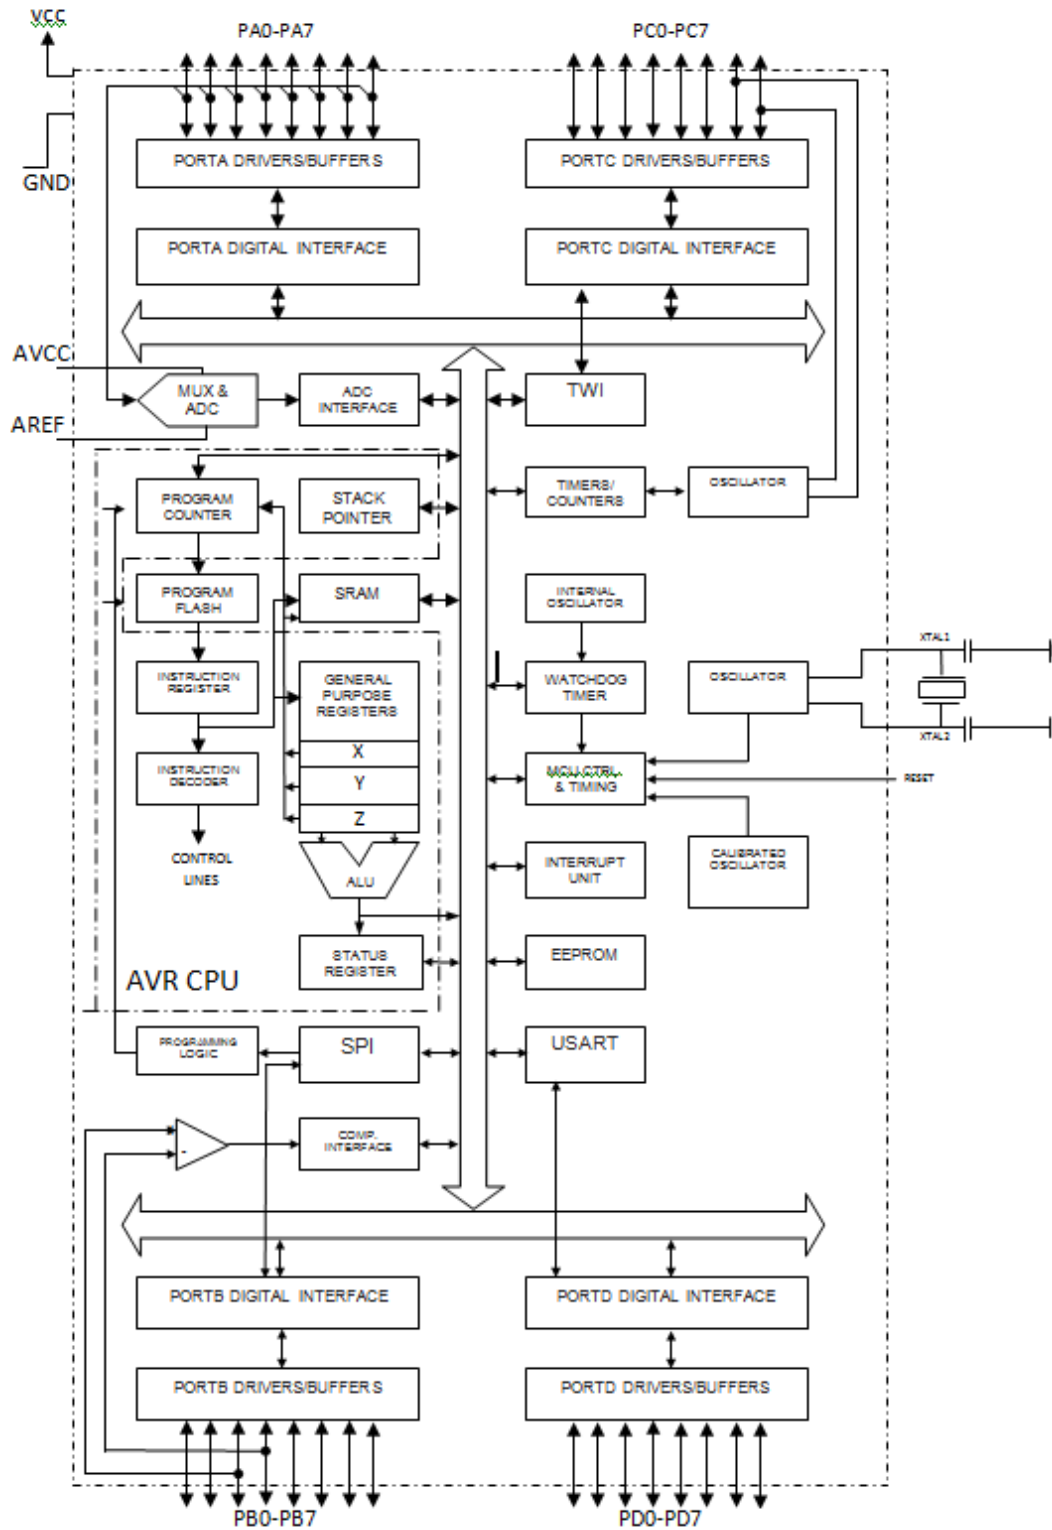 VCC
PA0-PA7
PC0-PC7
GND
PORTA DRIVERS/BUFFERS
PORTC DRIVERS/BUFFERS
PORTA DIGITAL INTERFACE
PORTC DIGITAL INTERFACE
AVCC
AREF
MUX &
ADC
ADC
INTERFACE
TWI
PROGRAM
COUNTER
STACK
POINTER
TIMERS/
COUNTERS
OSCILLATOR
PROGRAM
FLASH
SRAM
INTERNAL
OSCILLATOR
INSTRUCTION
REGISTER
GENERAL
PURPOSE
REGISTERS
X
Y
Z
WATCHDOG
TIMER
OSCILLATOR
XTAL1
XTAL2
INSTRUCTION
DECODER
MCU CTRL.
& TIMING
RESET
CONTROL
LINES
ALU
INTERRUPT
UNIT
CALIBRATED
OSCILLATOR
STATUS
REGISTER
EEPROM
AVR CPU
PROGRAMMING
LOGIC
SPI
USART
-
COMP.
INTERFACE
PORTB DIGITAL INTERFACE
PORTD DIGITAL INTERFACE
PORTB DRIVERS/BUFFERS
PORTD DRIVERS/BUFFERS
PB0-PB7
PD0-PD7